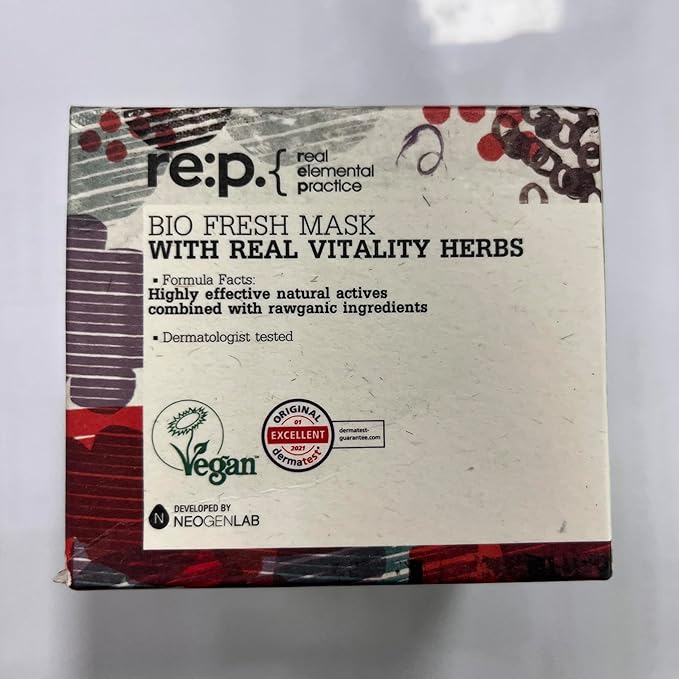 re:p.{ real
elemental
practice
BIO FRESH MASK
WITH REAL VITALITY HERBS
▪ Formula Facts:
Highly effective natural actives
combined with rawganic ingredients
▪ Dermatologist tested
Vegan™
ORIGINAL
01
EXCELLENT
2021
dermatest®
dermatest-
guarantee.com
DEVELOPED BY
N NEOGENLAB